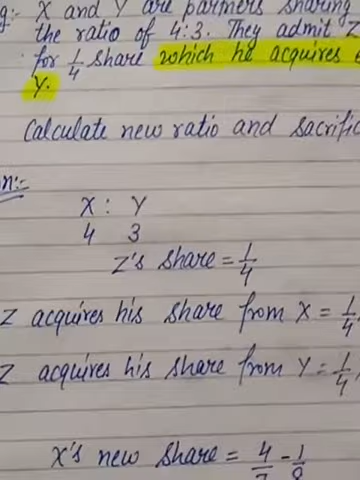 g:- X and Y are partners sharing
the ratio of 4:3. They admit Z
for 1/4 share which he acquires
Y.
Calculate new ratio and sacrific
n:-
X : Y
4 3
Z's share = 1/4
Z acquires his share from X = 1/4
Z acquires his share from Y = 1/4
X's new share = 4/7 - 1/8